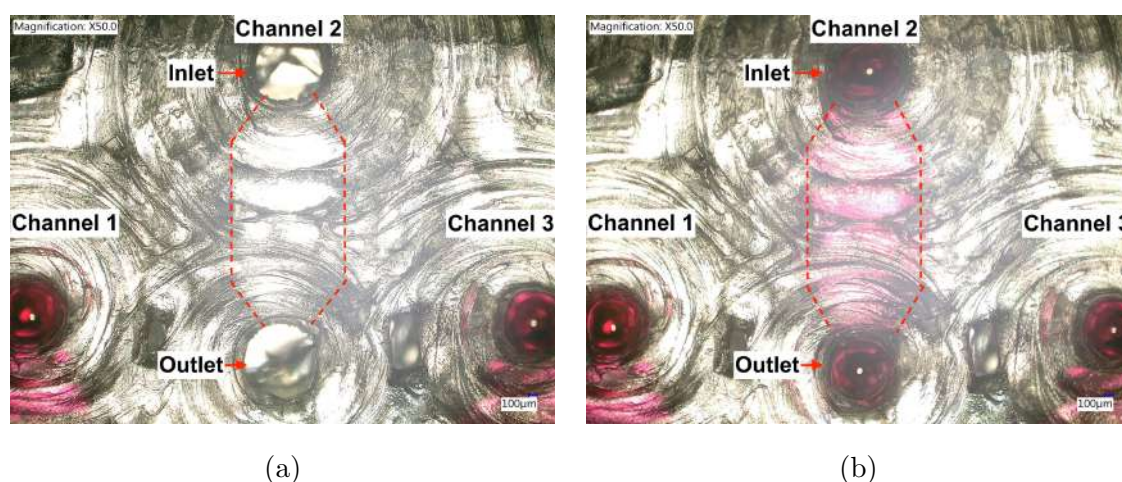 Magnification: X50.0
Channel 2
Inlet
Channel 1
Channel 3
Outlet
100µm
(a)
Magnification: X50.0
Channel 2
Inlet
Channel 1
Channel 3
Outlet
100µm
(b)